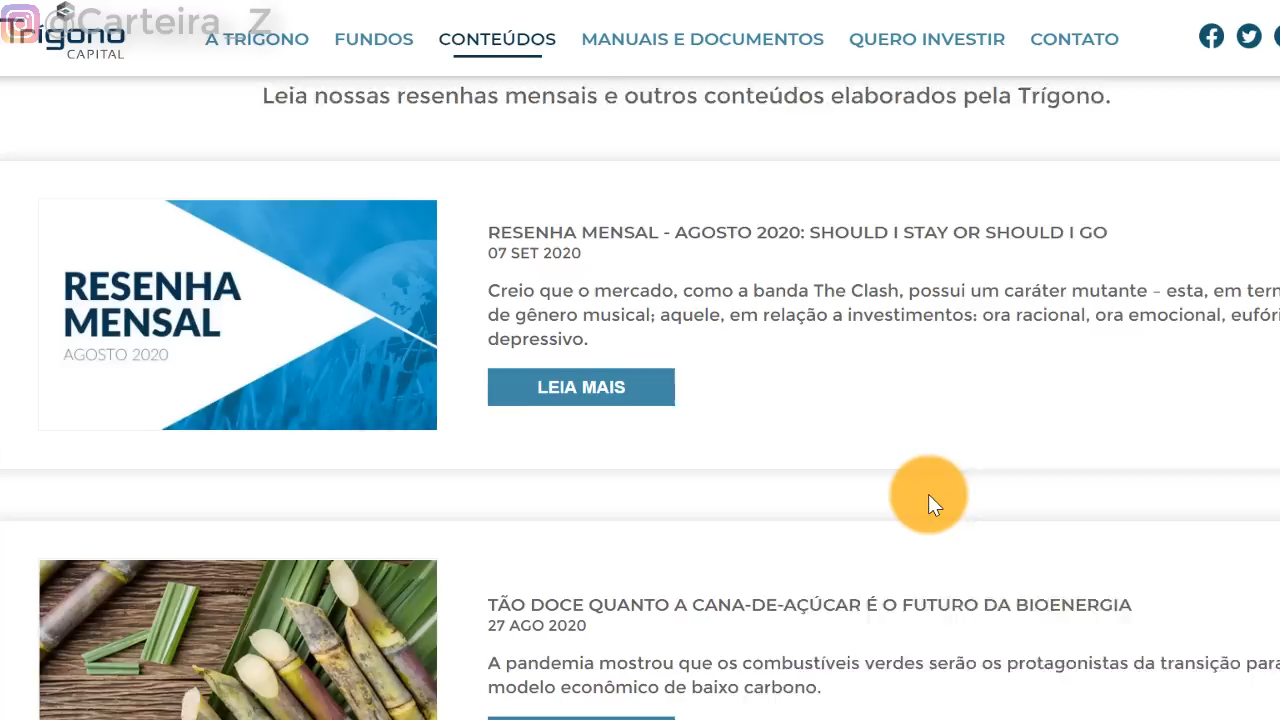 @Carteira_Z
Trígono
CAPITAL
A TRÍGONO FUNDOS CONTEÚDOS MANUAIS E DOCUMENTOS QUERO INVESTIR CONTATO
Leia nossas resenhas mensais e outros conteúdos elaborados pela Trígono.
RESENHA
MENSAL
AGOSTO 2020
RESENHA MENSAL - AGOSTO 2020: SHOULD I STAY OR SHOULD I GO
07 SET 2020
Creio que o mercado, como a banda The Clash, possui um caráter mutante – esta, em
de gênero musical; aquele, em relação a investimentos: ora racional, ora emocional,
depressivo.
LEIA MAIS
TÃO DOCE QUANTO A CANA-DE-AÇÚCAR É O FUTURO DA BIOENERGIA
27 AGO 2020
A pandemia mostrou que os combustíveis verdes serão os protagonistas da transição para
modelo econômico de baixo carbono.